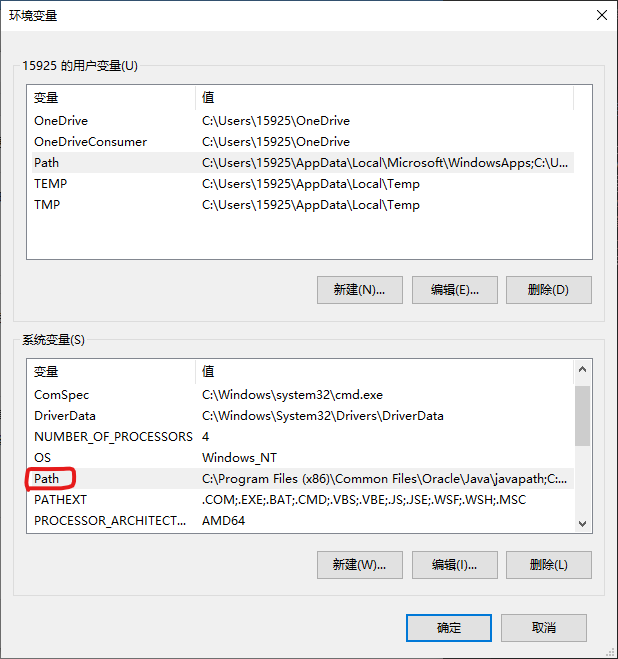 环境变量
15925 的用户变量(U)
变量 值
OneDrive C:\Users\15925\OneDrive
OneDriveConsumer C:\Users\15925\OneDrive
Path C:\Users\15925\AppData\Local\Microsoft\WindowsApps;C:\U...
TEMP C:\Users\15925\AppData\Local\Temp
TMP C:\Users\15925\AppData\Local\Temp
新建(N)... 编辑(E)... 删除(D)
系统变量(S)
变量 值
ComSpec C:\Windows\system32\cmd.exe
DriverData C:\Windows\System32\Drivers\DriverData
NUMBER_OF_PROCESSORS 4
OS Windows_NT
Path C:\Program Files (x86)\Common Files\Oracle\Java\javapath;C:...
PATHEXT .COM;.EXE;.BAT;.CMD;.VBS;.VBE;.JS;.JSE;.WSF;.WSH;.MSC
PROCESSOR_ARCHITECT... AMD64
新建(W)... 编辑(I)... 删除(L)
确定 取消